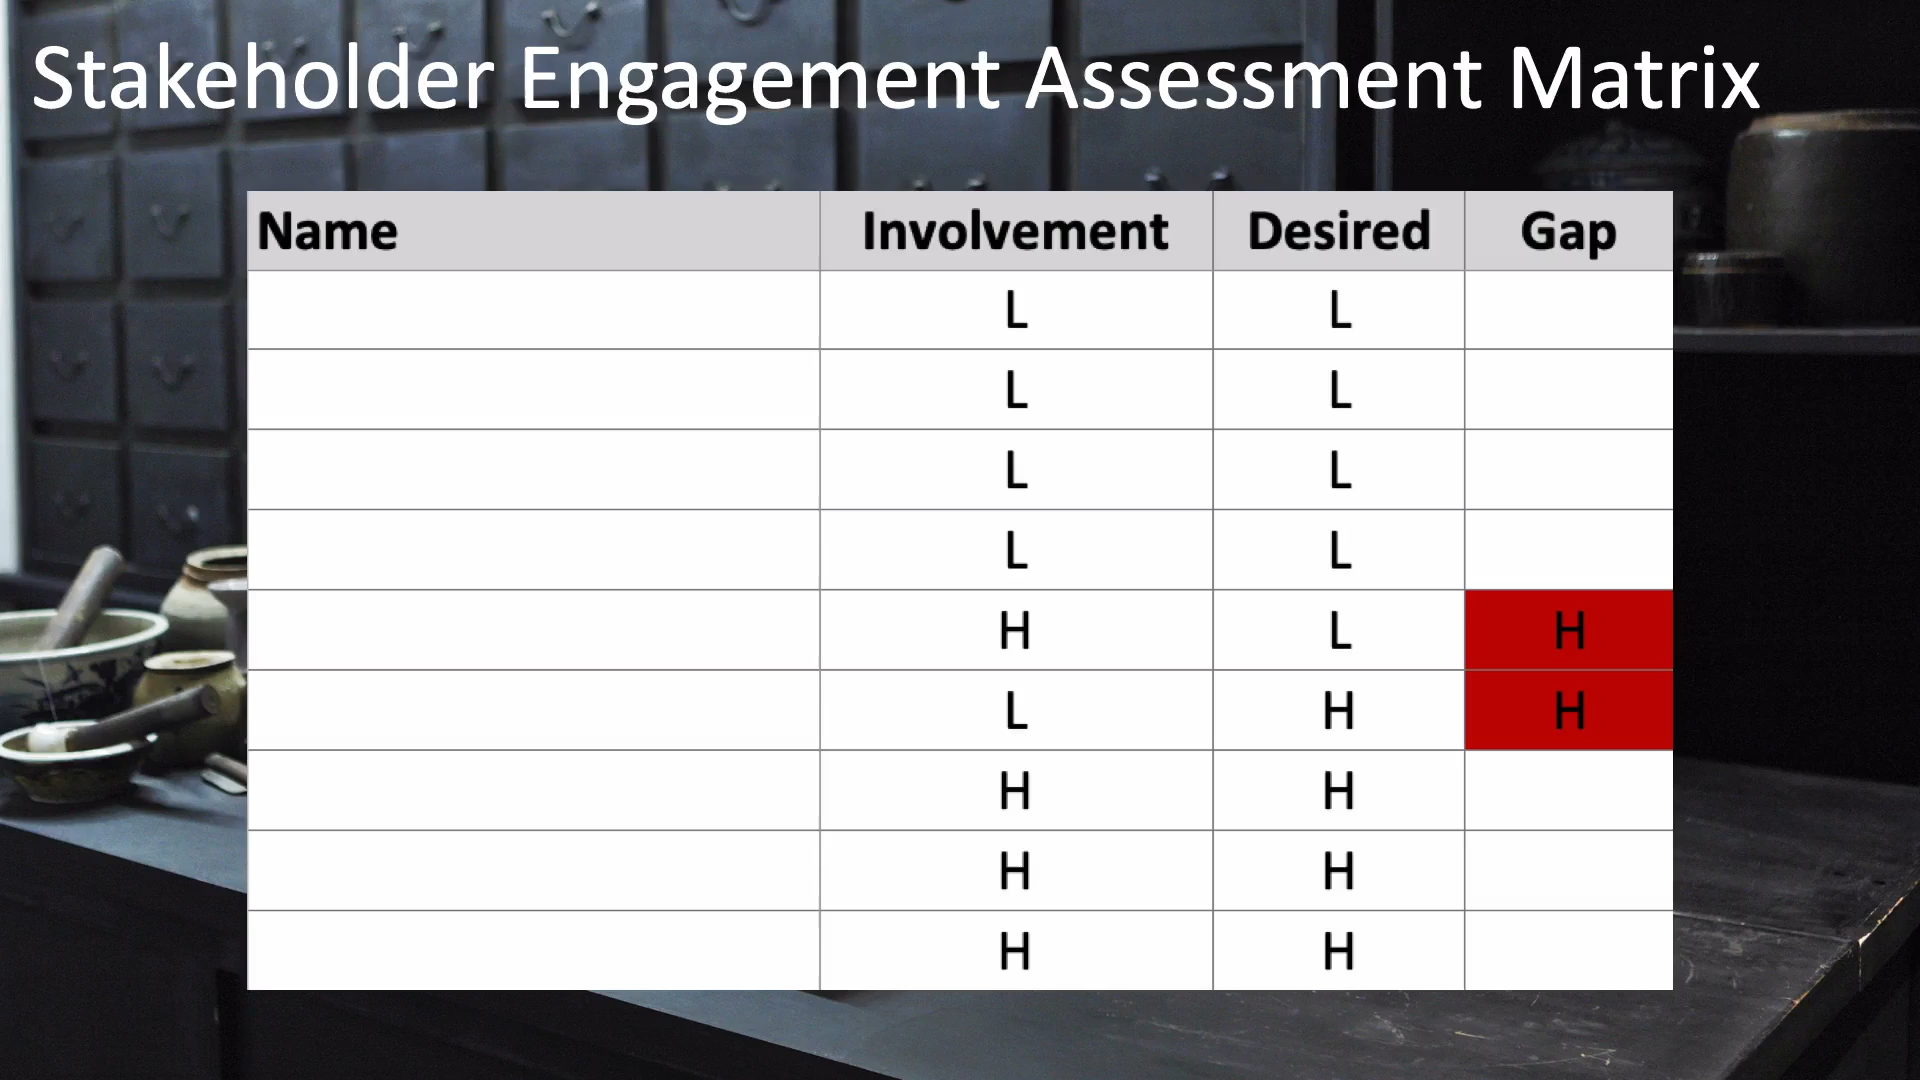 Stakeholder Engagement Assessment Matrix
Name Involvement Desired Gap
L L
L L
L L
L L
H L H
L H H
H H
H H
H H